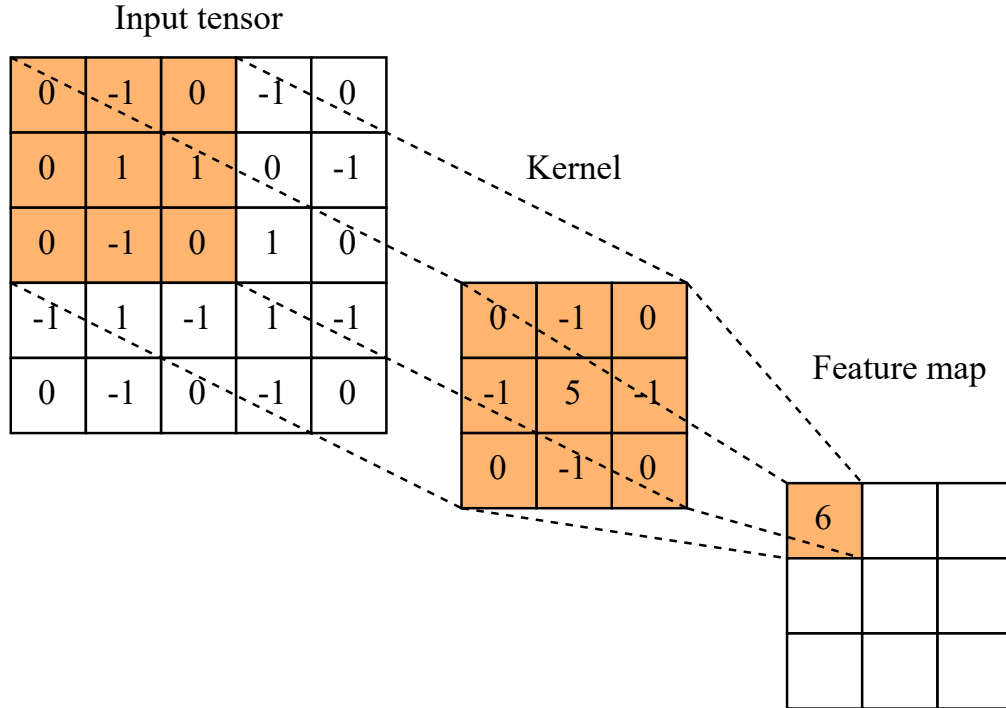 Input tensor
0 -1 0 -1 0
0 1 1 0 -1
Kernel
0 -1 0 1 0
-1 1 -1 1 -1
0 -1 0
Feature map
0 -1 0 -1 0
-1 5 -1
0 -1 0
6